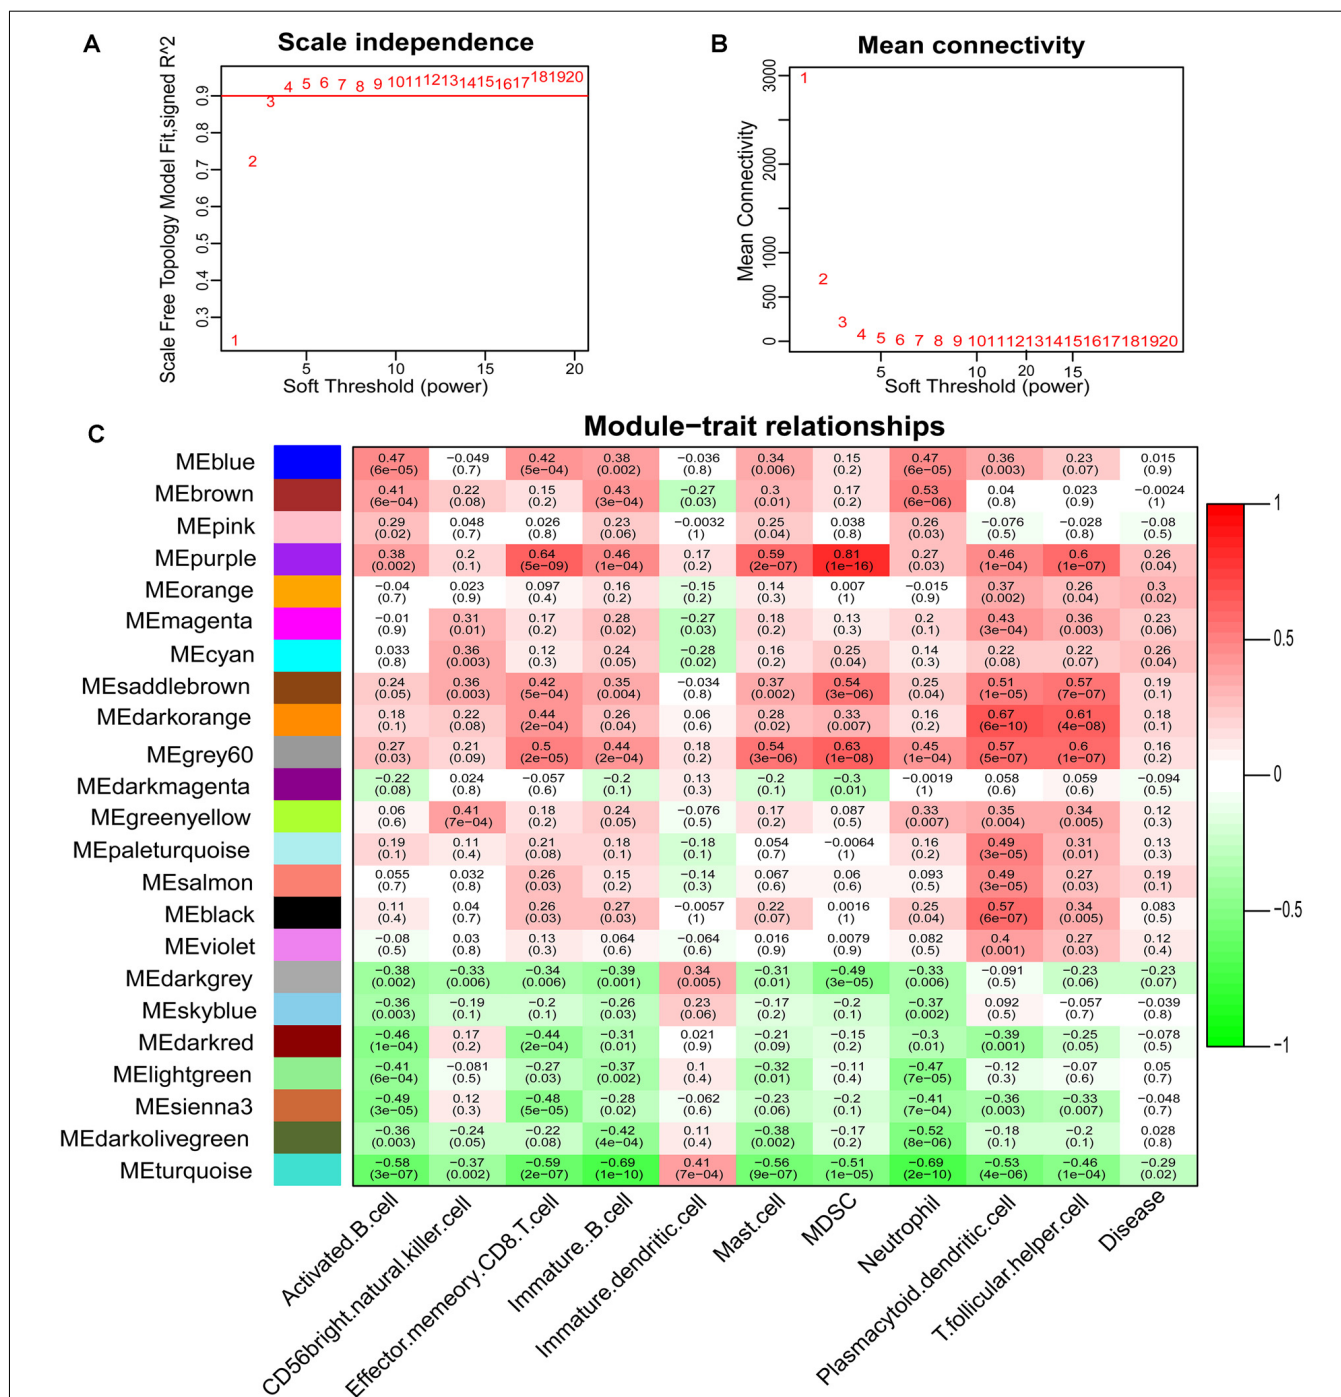 A
Scale independence
Scale Free Topology Model Fit,signed R^2
0.9
0.8
0.7
0.6
0.5
0.4
0.3
1 2 3 4 5 6 7 8 9 10 11 12 13 14 15 16 17 18 19 20
5 10 15 20
Soft Threshold (power)
B
Mean connectivity
Mean Connectivity
3000
2000
1000
500
0
1 2 3 4 5 6 7 8 9 10 11 12 13 14 15 16 17 18 19 20
5 10 20 15
Soft Threshold (power)
C
Module−trait relationships
MEblue 0.47 −0.049 0.42 0.38 −0.036 0.34 0.15 0.47 0.36 0.23 0.015
(6e−05) (0.7) (5e−04) (0.002) (0.8) (0.006) (0.2) (6e−05) (0.003) (0.07) (0.9)
MEbrown 0.41 0.22 0.15 0.43 −0.27 0.3 0.17 0.53 0.04 0.023 −0.0024
(6e−04) (0.08) (0.2) (3e−04) (0.03) (0.01) (0.2) (6e−06) (0.8) (0.9) (1)
MEpink 0.29 0.048 0.026 0.23 −0.0032 0.25 0.038 0.26 −0.076 −0.028 −0.08
(0.02) (0.7) (0.8) (0.06) (1) (0.04) (0.8) (0.03) (0.5) (0.8) (0.5)
MEpurple 0.38 0.2 0.64 0.46 0.17 0.59 0.81 0.27 0.46 0.6 0.26
(0.002) (0.1) (5e−09) (1e−04) (0.2) (2e−07) (1e−16) (0.03) (1e−04) (1e−07) (0.04)
MEorange −0.04 0.023 0.097 0.16 −0.15 0.14 0.007 −0.015 0.37 0.26 0.3
(0.7) (0.9) (0.4) (0.2) (0.2) (0.3) (1) (0.9) (0.002) (0.04) (0.02)
MEmagenta −0.01 0.31 0.17 0.28 −0.27 0.18 0.13 0.2 0.43 0.36 0.23
(0.9) (0.01) (0.2) (0.02) (0.03) (0.2) (0.3) (0.1) (3e−04) (0.003) (0.06)
MEcyan 0.033 0.36 0.12 0.24 −0.28 0.16 0.25 0.14 0.22 0.22 0.26
(0.8) (0.003) (0.3) (0.05) (0.02) (0.2) (0.04) (0.3) (0.08) (0.07) (0.04)
MEsaddlebrown 0.24 0.36 0.42 0.35 −0.034 0.37 0.54 0.25 0.51 0.57 0.19
(0.05) (0.003) (5e−04) (0.004) (0.8) (0.002) (3e−06) (0.04) (1e−05) (7e−07) (0.1)
MEdarkorange 0.18 0.22 0.44 0.26 0.06 0.28 0.33 0.16 0.67 0.61 0.18
(0.1) (0.08) (2e−04) (0.04) (0.6) (0.02) (0.007) (0.2) (6e−10) (4e−08) (0.1)
MEgrey60 0.27 0.21 0.5 0.44 0.18 0.54 0.63 0.45 0.57 0.6 0.16
(0.03) (0.09) (2e−05) (2e−04) (0.2) (3e−06) (1e−08) (1e−04) (5e−07) (1e−07) (0.2)
MEdarkmagenta −0.22 0.024 −0.057 −0.2 0.13 −0.2 −0.3 −0.0019 0.058 0.059 −0.094
(0.08) (0.8) (0.6) (0.1) (0.3) (0.1) (0.01) (1) (0.6) (0.6) (0.5)
MEgreenyellow 0.06 0.41 0.18 0.24 −0.076 0.17 0.087 0.33 0.35 0.34 0.12
(0.6) (7e−04) (0.2) (0.05) (0.5) (0.2) (0.5) (0.007) (0.004) (0.005) (0.3)
MEpaleturquoise 0.19 0.11 0.21 0.18 −0.18 0.054 −0.0064 0.16 0.49 0.31 0.13
(0.1) (0.4) (0.08) (0.1) (0.1) (0.7) (1) (0.2) (3e−05) (0.01) (0.3)
MEsalmon 0.055 0.032 0.26 0.15 −0.14 0.067 0.06 0.093 0.49 0.27 0.19
(0.7) (0.8) (0.03) (0.2) (0.3) (0.6) (0.6) (0.5) (3e−05) (0.03) (0.1)
MEblack 0.11 0.04 0.26 0.27 −0.0057 0.22 0.0016 0.25 0.57 0.34 0.083
(0.4) (0.7) (0.03) (0.03) (1) (0.07) (1) (0.04) (6e−07) (0.005) (0.5)
MEviolet −0.08 0.03 0.13 0.064 −0.064 0.016 0.0079 0.082 0.4 0.27 0.12
(0.5) (0.8) (0.3) (0.6) (0.6) (0.9) (0.9) (0.5) (0.001) (0.03) (0.4)
MEdarkgrey −0.38 −0.33 −0.34 −0.39 0.34 −0.31 −0.49 −0.33 −0.091 −0.23 −0.23
(0.002) (0.006) (0.006) (0.001) (0.005) (0.01) (3e−05) (0.006) (0.5) (0.06) (0.07)
MEskyblue −0.36 −0.19 −0.2 −0.26 0.23 −0.17 −0.2 −0.37 0.092 −0.057 −0.039
(0.003) (0.1) (0.1) (0.03) (0.06) (0.2) (0.1) (0.002) (0.5) (0.7) (0.8)
MEdarkred −0.46 0.17 −0.44 −0.31 0.021 −0.21 −0.15 −0.3 −0.39 −0.25 −0.078
(1e−04) (0.2) (2e−04) (0.01) (0.9) (0.09) (0.2) (0.01) (0.001) (0.05) (0.5)
MElightgreen −0.41 −0.081 −0.27 −0.37 0.1 −0.32 −0.11 −0.47 −0.12 −0.07 0.05
(6e−04) (0.5) (0.03) (0.002) (0.4) (0.01) (0.4) (7e−05) (0.3) (0.6) (0.7)
MEsienna3 −0.49 0.12 −0.48 −0.28 −0.062 −0.23 −0.2 −0.41 −0.36 −0.33 −0.048
(3e−05) (0.3) (5e−05) (0.02) (0.6) (0.06) (0.1) (7e−04) (0.003) (0.007) (0.7)
MEdarkolivegreen −0.36 −0.24 −0.22 −0.42 0.11 −0.38 −0.17 −0.52 −0.18 −0.2 0.028
(0.003) (0.05) (0.08) (4e−04) (0.4) (0.002) (0.2) (8e−06) (0.1) (0.1) (0.8)
MEturquoise −0.58 −0.37 −0.59 −0.69 0.41 −0.56 −0.51 −0.69 −0.53 −0.46 −0.29
(3e−07) (0.002) (2e−07) (1e−10) (7e−04) (9e−07) (1e−05) (2e−10) (4e−06) (1e−04) (0.02)
1
0.5
0
−0.5
−1
Activated.B.cell
CD56bright.natural.killer.cell
Effector.memeory.CD8.T.cell
Immature..B.cell
Immature.dendritic.cell
Mast.cell
MDSC
Neutrophil
Plasmacytoid.dendritic.cell
T.follicular.helper.cell
Disease